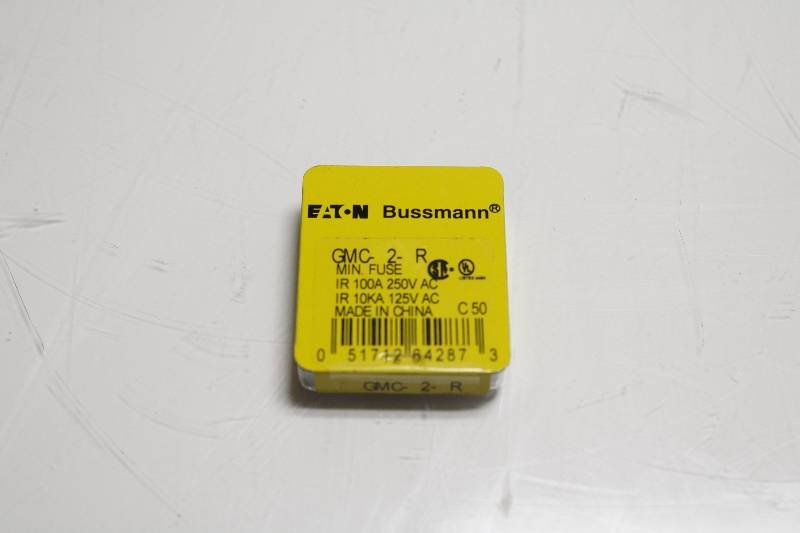 EATON Bussmann®
GMC- 2- R
MIN. FUSE
IR 100A 250V AC
IR 10KA 125V AC
MADE IN CHINA C 50
0 51712 64287 3
GMC- 2- R